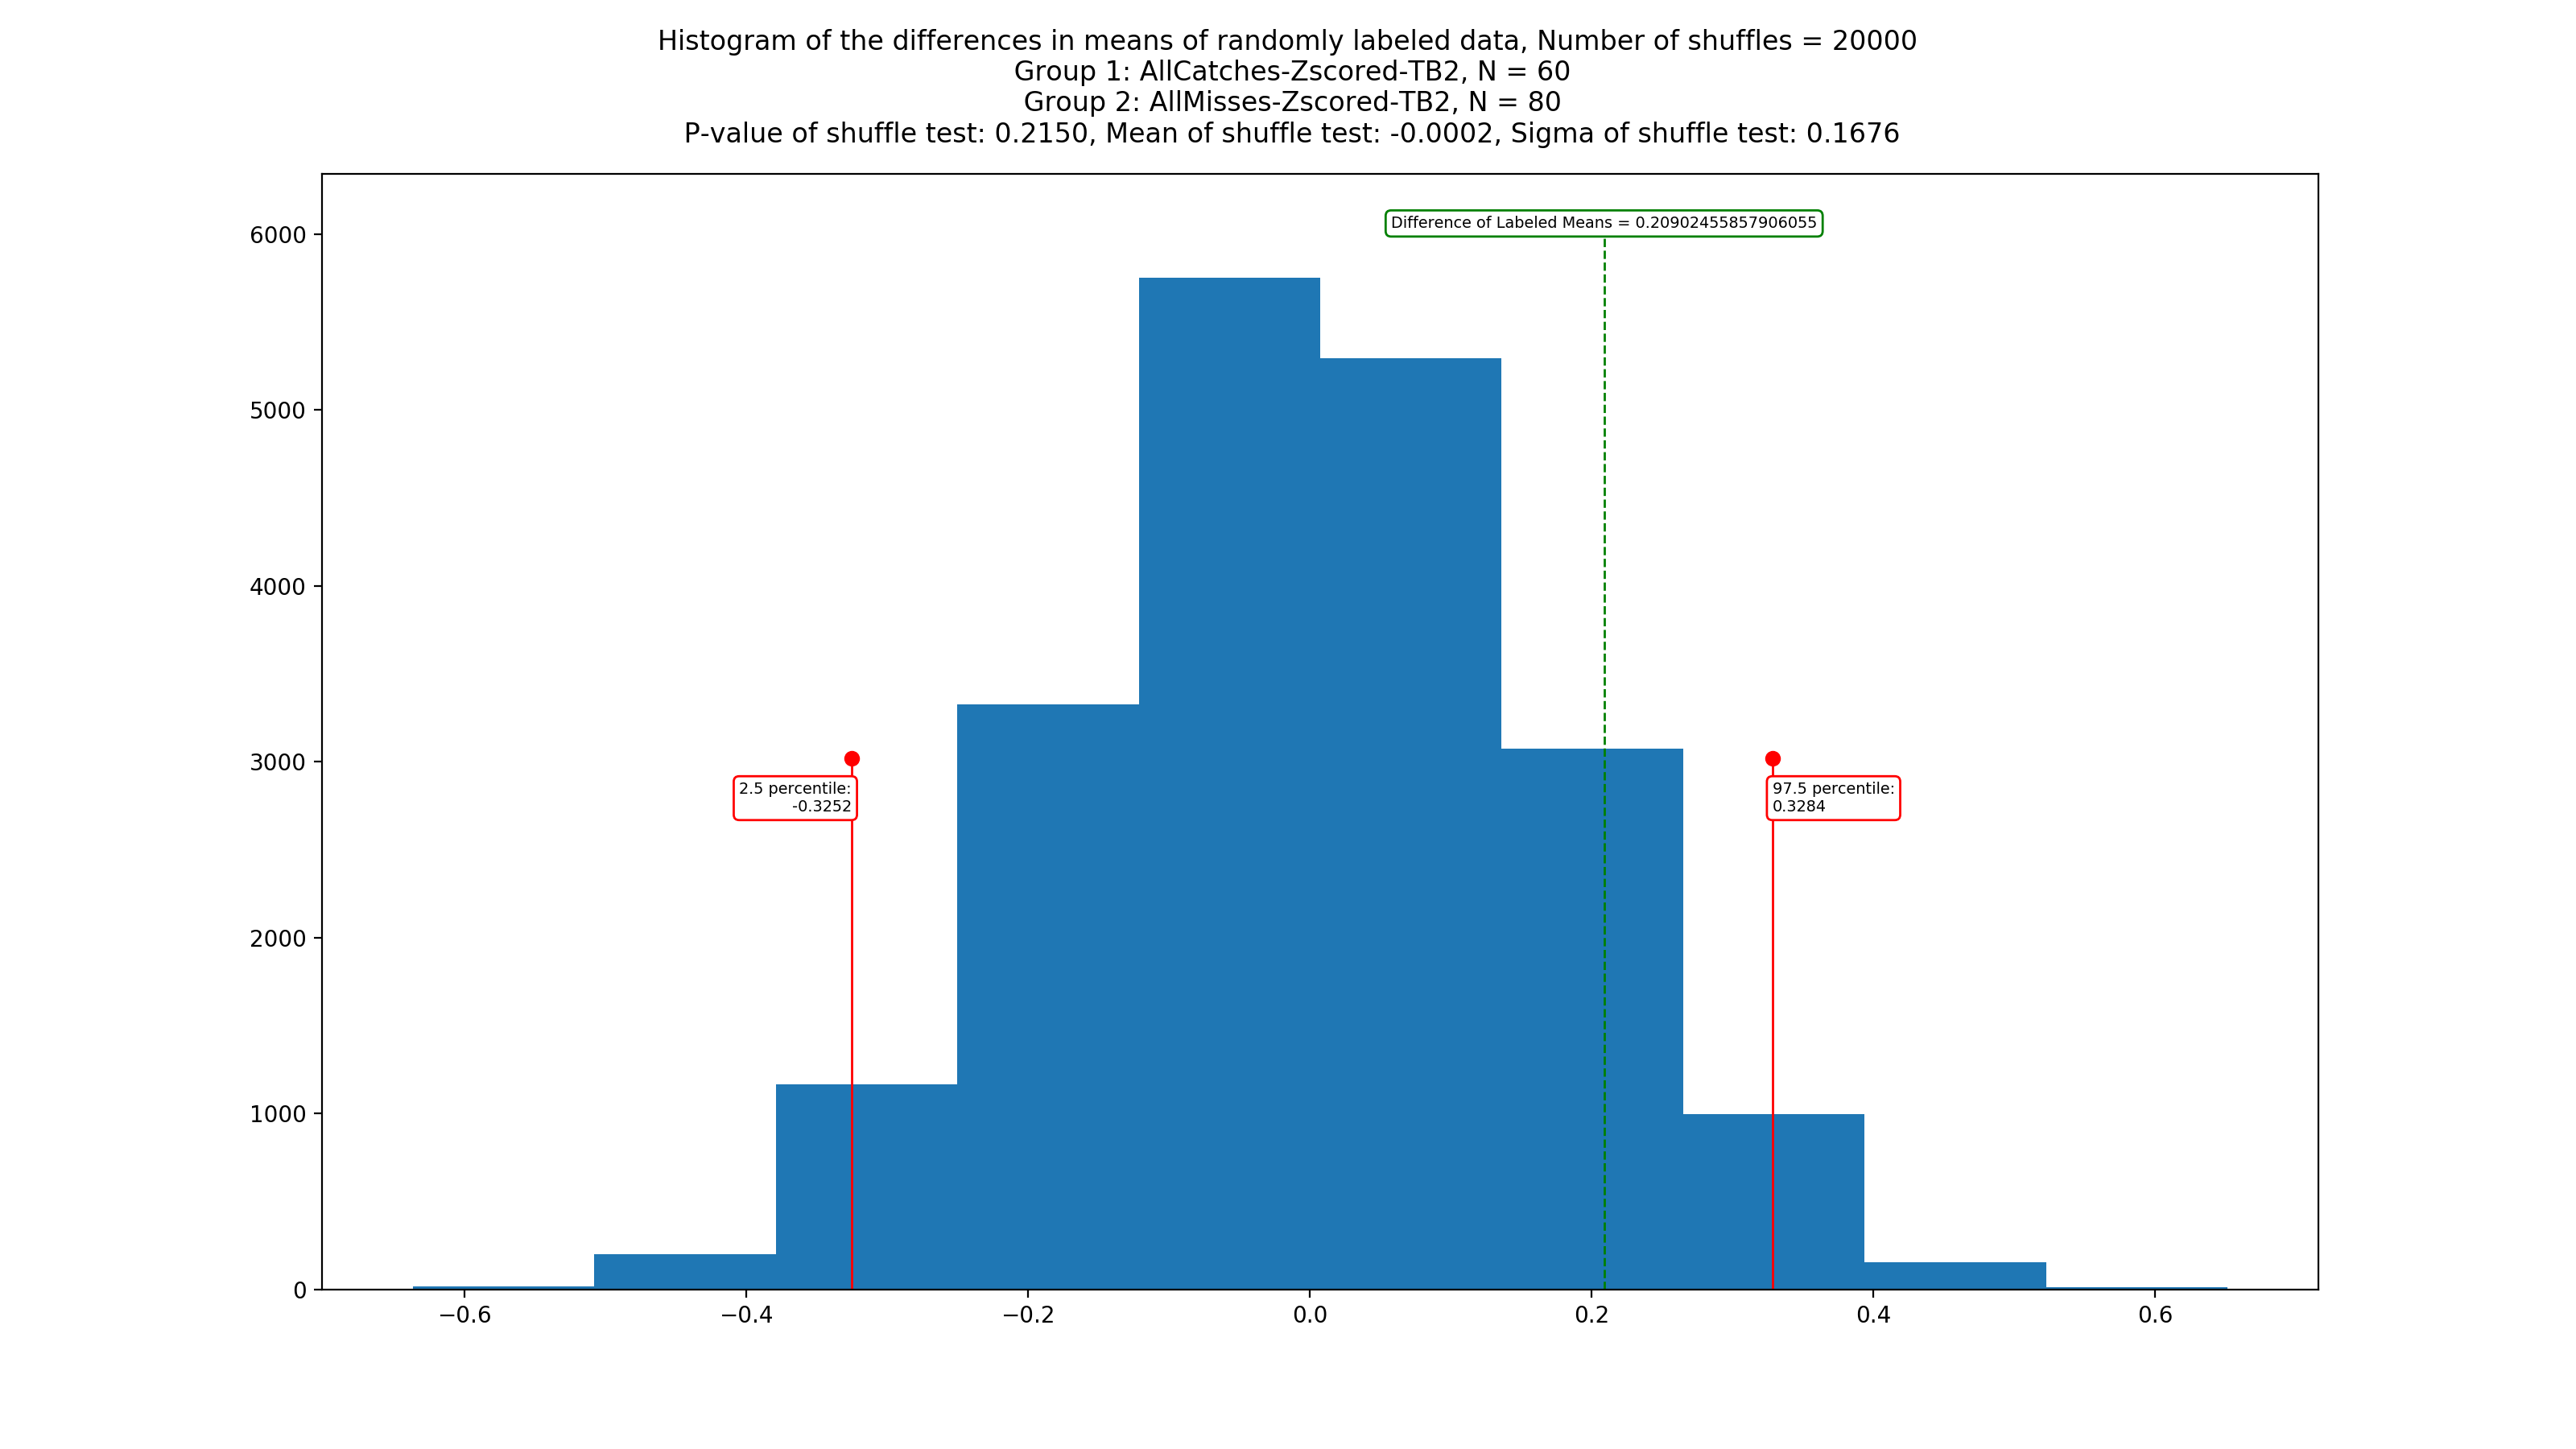 Histogram of the differences in means of randomly labeled data, Number of shuffles = 20000
Group 1: AllCatches-Zscored-TB2, N = 60
Group 2: AllMisses-Zscored-TB2, N = 80
P-value of shuffle test: 0.2150, Mean of shuffle test: -0.0002, Sigma of shuffle test: 0.1676
Difference of Labeled Means = 0.20902455857906055
6000
5000
4000
3000
2000
1000
0
2.5 percentile:
-0.3252
97.5 percentile:
0.3284
−0.6 −0.4 −0.2 0.0 0.2 0.4 0.6